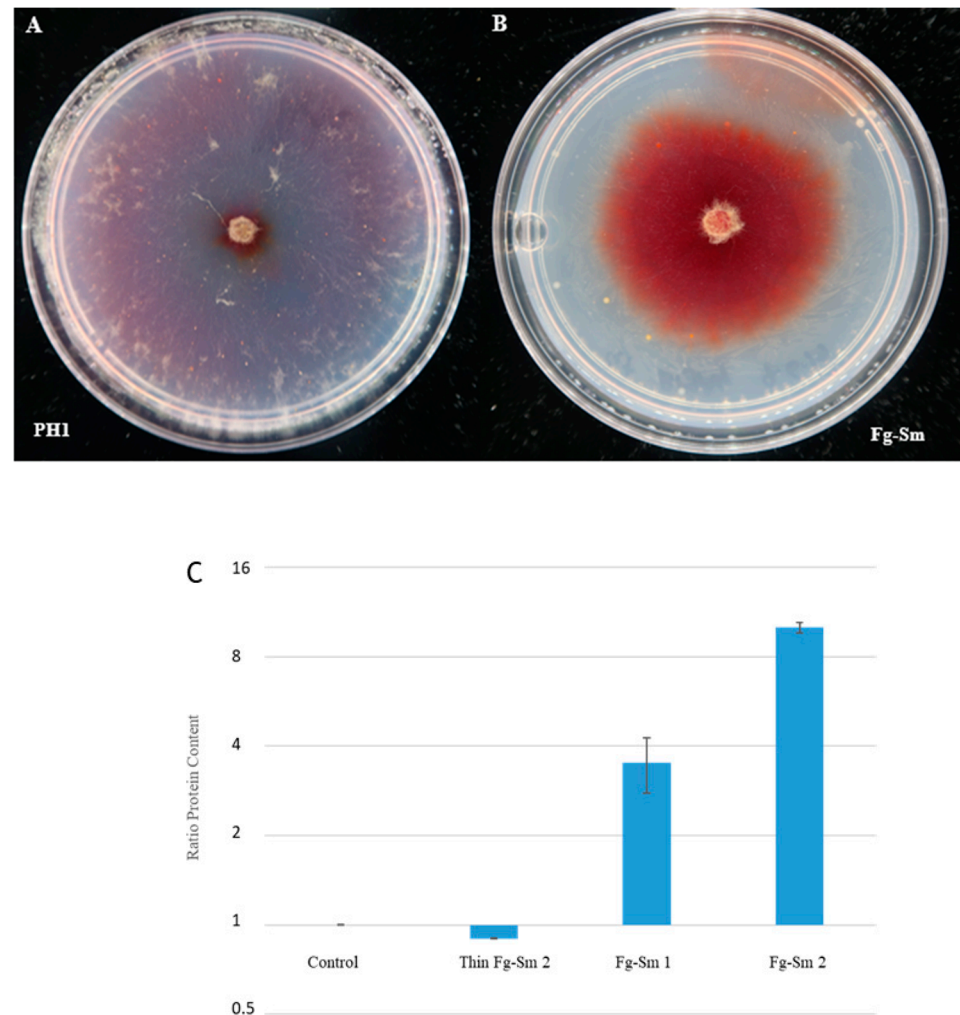 A
B
PH1
Fg-Sm
C
16
8
4
2
1
0.5
Ratio Protein Content
Control
Thin Fg-Sm 2
Fg-Sm 1
Fg-Sm 2